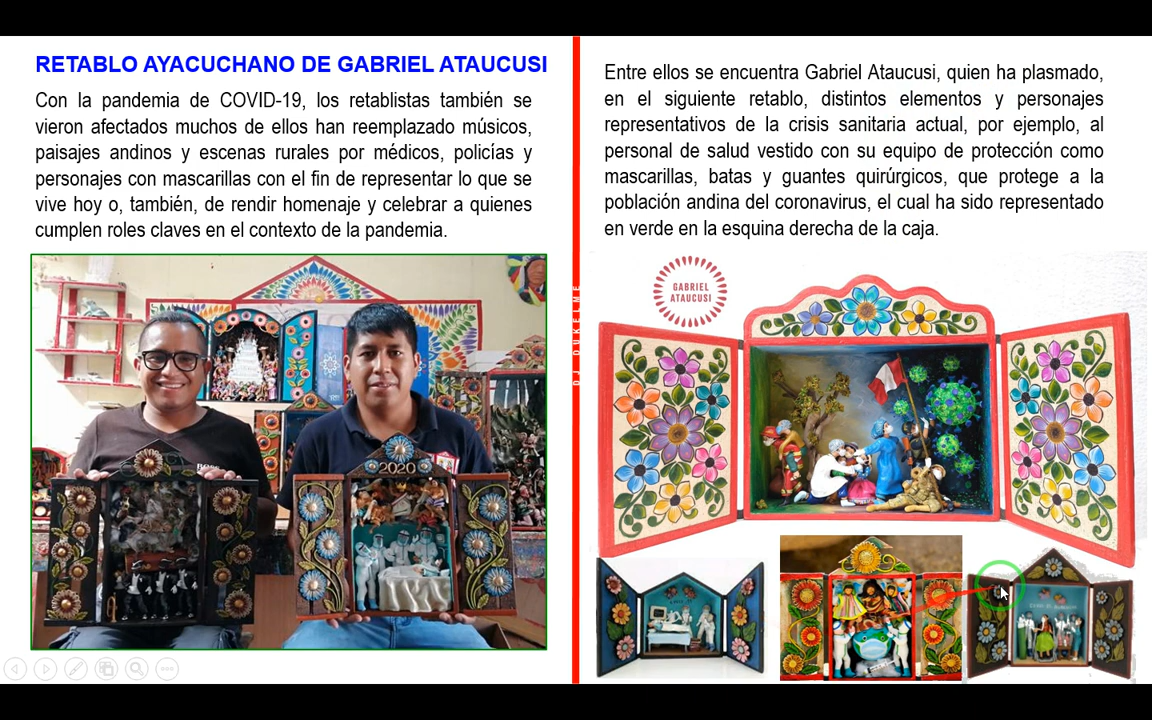 RETABLO AYACUCHANO DE GABRIEL ATAUCUSI
Con la pandemia de COVID-19, los retablistas también se
vieron afectados muchos de ellos han reemplazado músicos,
paisajes andinos y escenas rurales por médicos, policías y
personajes con mascarillas con el fin de representar lo que se
vive hoy o, también, de rendir homenaje y celebrar a quienes
cumplen roles claves en el contexto de la pandemia.
2020
DJ DUKELME
Entre ellos se encuentra Gabriel Ataucusi, quien ha plasmado,
en el siguiente retablo, distintos elementos y personajes
representativos de la crisis sanitaria actual, por ejemplo, al
personal de salud vestido con su equipo de protección como
mascarillas, batas y guantes quirúrgicos, que protege a la
población andina del coronavirus, el cual ha sido representado
en verde en la esquina derecha de la caja.
GABRIEL
ATAUCUSI